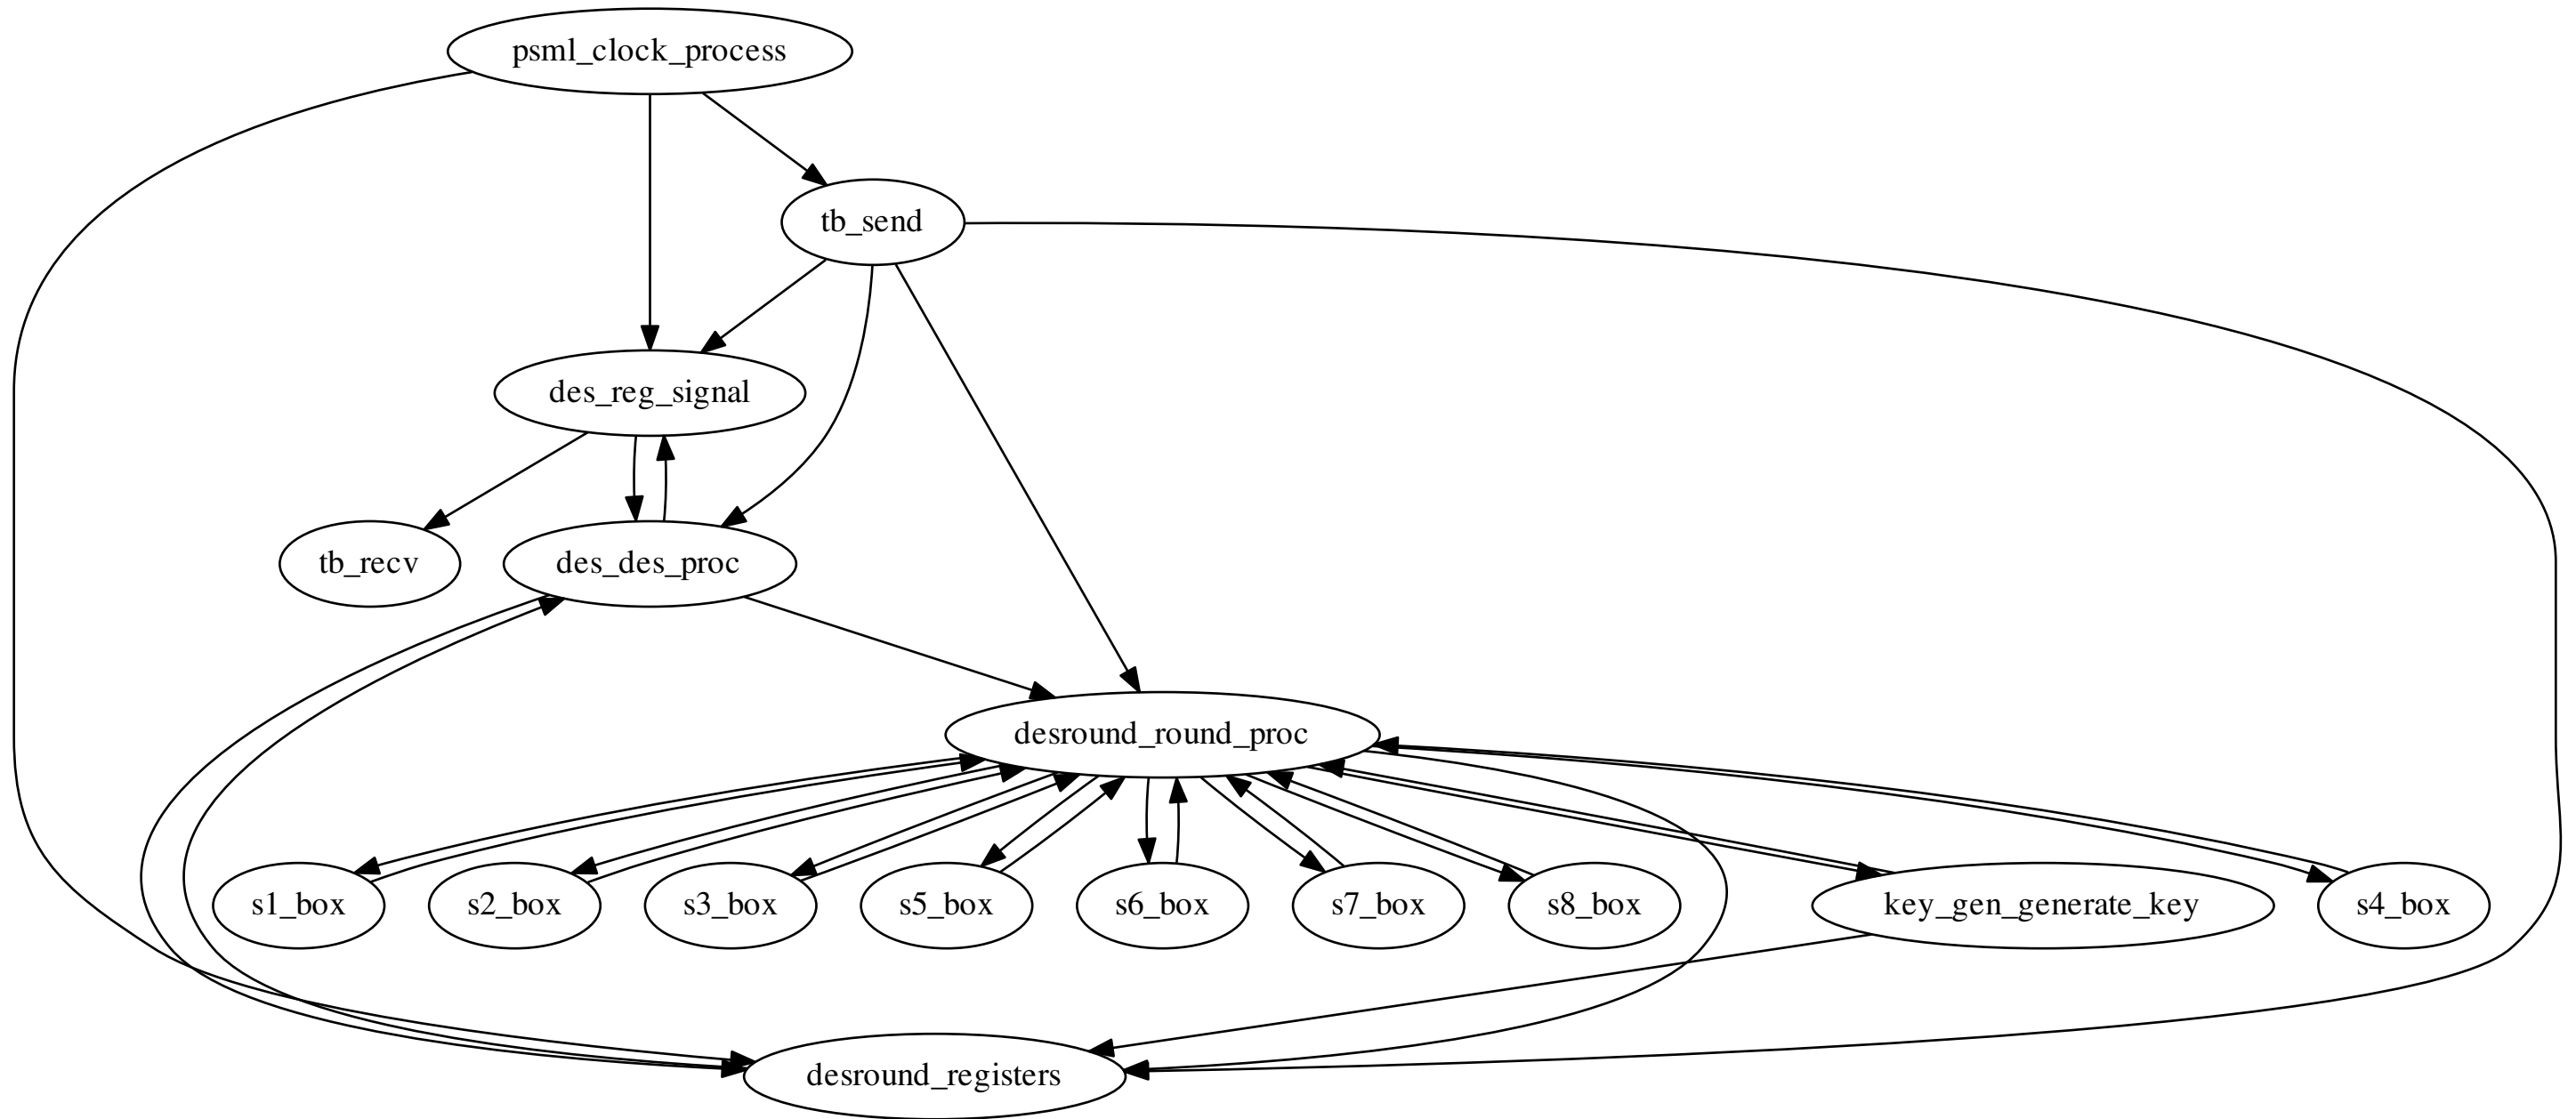 psml_clock_process
tb_send
des_reg_signal
tb_recv
des_des_proc
desround_round_proc
s1_box
s2_box
s3_box
s5_box
s6_box
s7_box
s8_box
key_gen_generate_key
s4_box
desround_registers